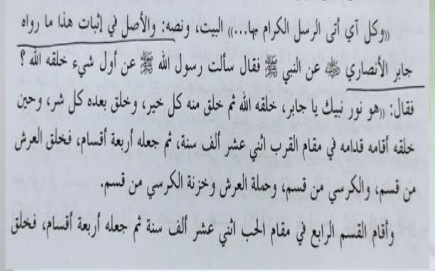 «وكل آي أتى الرسل الكرام بها...» البيت، ونصه: والأصل في إثبات هذا ما رواه
جابر الأنصاري ﷺ عن النبي ﷺ فقال سألت رسول الله ﷺ عن أول شيء خلقه الله ؟
فقال: «هو نور نبيك يا جابر، خلقه الله ثم خلق منه كل خير، وخلق بعده كل شر، وحين
خلقه أقامه قدامه في مقام القرب اثني عشر ألف سنة، ثم جعله أربعة أقسام، فخلق العرش
من قسم، والكرسي من قسم، وحملة العرش وخزنة الكرسي من قسم.
وأقام القسم الرابع في مقام الحب اثني عشر ألف سنة ثم جعله أربعة أقسام، فخلق